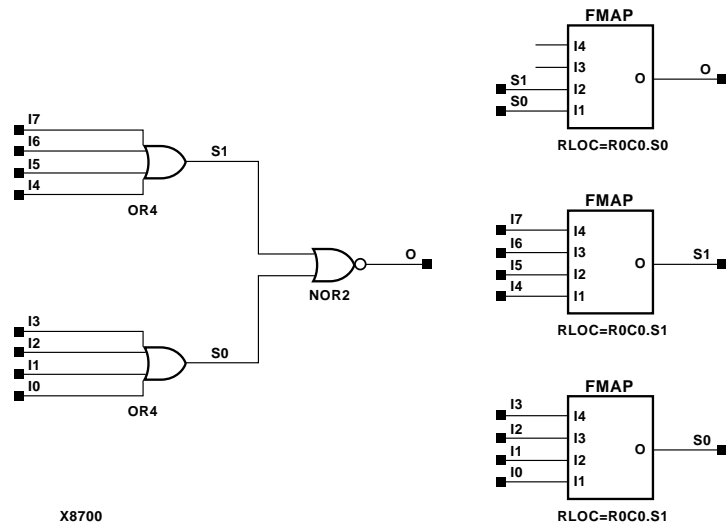 I7
I6
I5
I4
OR4
S1
I3
I2
I1
I0
OR4
S0
NOR2
O
X8700
FMAP
I4
I3
S1 I2
S0 I1
O O
RLOC=R0C0.S0
FMAP
I7 I4
I6 I3
I5 I2
I4 I1
O S1
RLOC=R0C0.S1
FMAP
I3 I4
I2 I3
I1 I2
I0 I1
O S0
RLOC=R0C0.S1